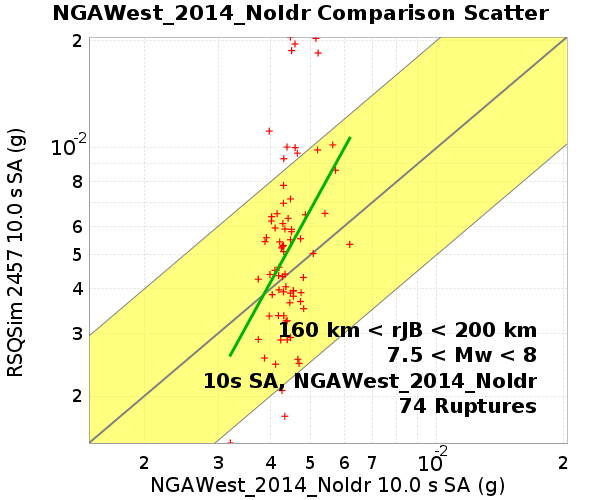 NGAWest_2014_NoIdr Comparison Scatter
RSQSim 2457 10.0 s SA (g)
2
10-2
8
6
5
4
3
2
160 km < rJB < 200 km
7.5 < Mw < 8
10s SA, NGAWest_2014_NoIdr
74 Ruptures
2 3 4 5 6 7 10-2 2
NGAWest_2014_NoIdr 10.0 s SA (g)